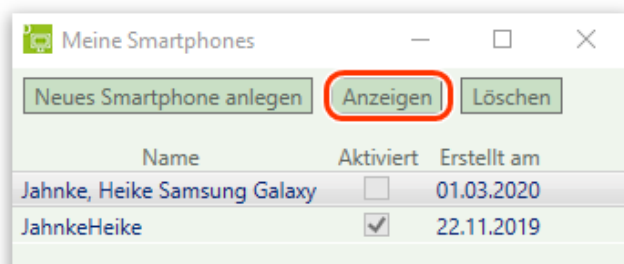 Meine Smartphones
Neues Smartphone anlegen Anzeigen Löschen
Name Aktiviert Erstellt am
Jahnke, Heike Samsung Galaxy 01.03.2020
JahnkeHeike 22.11.2019